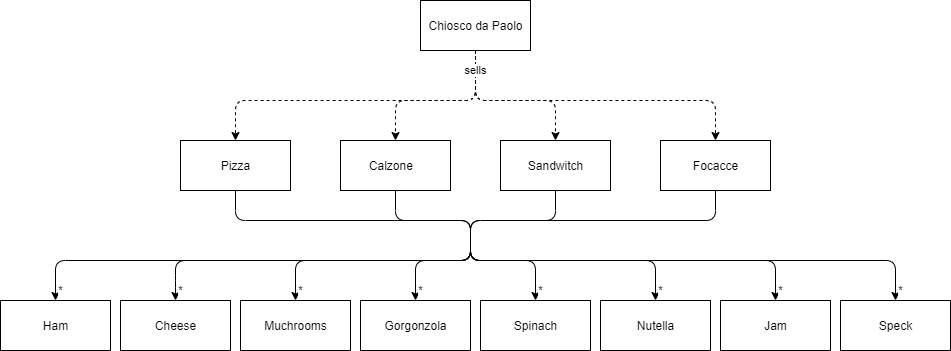 Chiosco da Paolo
sells
Pizza
Calzone
Sandwitch
Focacce
* * * * * * * *
Ham
Cheese
Muchrooms
Gorgonzola
Spinach
Nutella
Jam
Speck